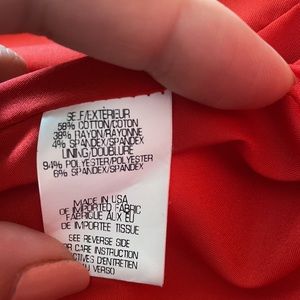 SELF/EXTÉRIEUR
58% COTTON/COTON
38% RAYON/RAYONNE
4% SPANDEX/SPANDEX
LINING/DOUBLURE
94% POLYESTER/POLYESTER
6% SPANDEX/SPANDEX
MADE IN USA
OF IMPORTED FABRIC
FABRIQUÉ AUX EU
DE IMPORTEE TISSUE
SEE REVERSE SIDE
FOR CARE INSTRUCTION
D'ENTRETIEN
AU VERSO